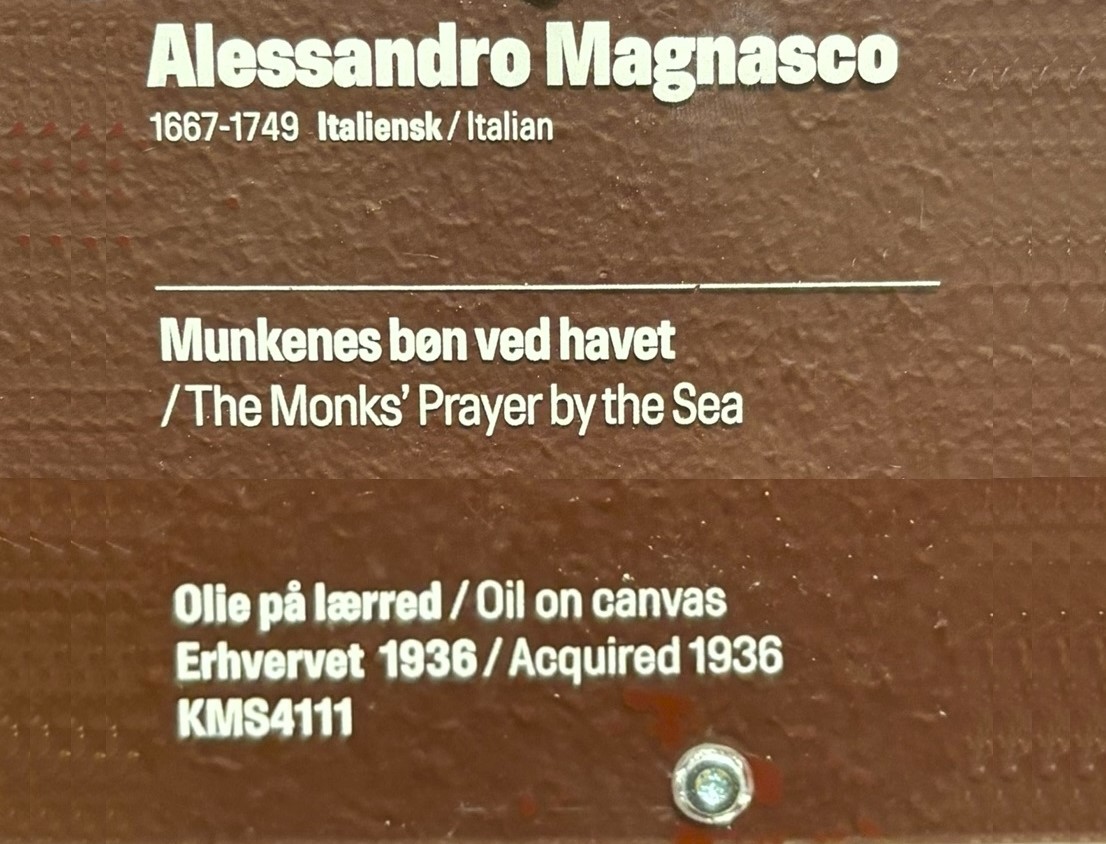 Alessandro Magnasco
1667-1749 Italiensk / Italian
Munkenes bøn ved havet
/ The Monks’ Prayer by the Sea
Olie på lærred / Oil on canvas
Erhvervet 1936 / Acquired 1936
KMS4111